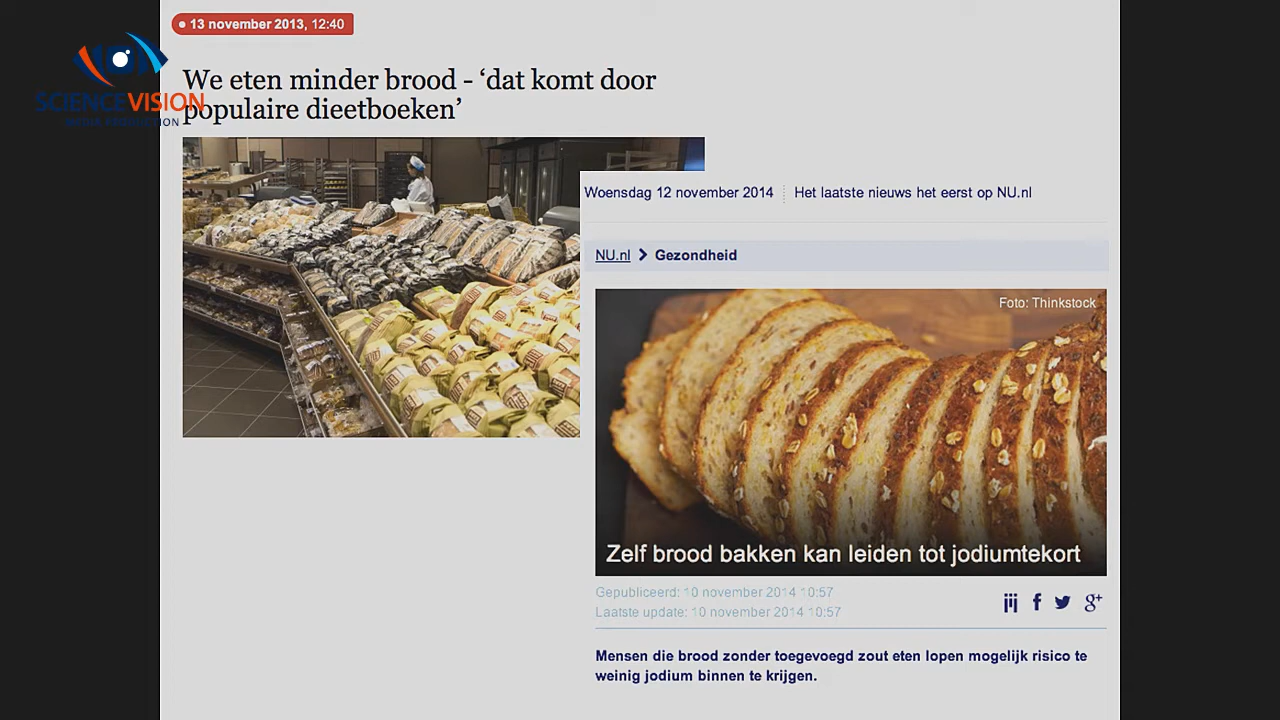 13 november 2013, 12:40
SCIENCEVISION
MEDIA PRODUCTION
We eten minder brood - ‘dat komt door
populaire dieetboeken’
Woensdag 12 november 2014 Het laatste nieuws het eerst op NU.nl
NU.nl > Gezondheid
Foto: Thinkstock
Zelf brood bakken kan leiden tot jodiumtekort
Gepubliceerd: 10 november 2014 10:57
Laatste update: 10 november 2014 10:57
Mensen die brood zonder toegevoegd zout eten lopen mogelijk risico te
weinig jodium binnen te krijgen.